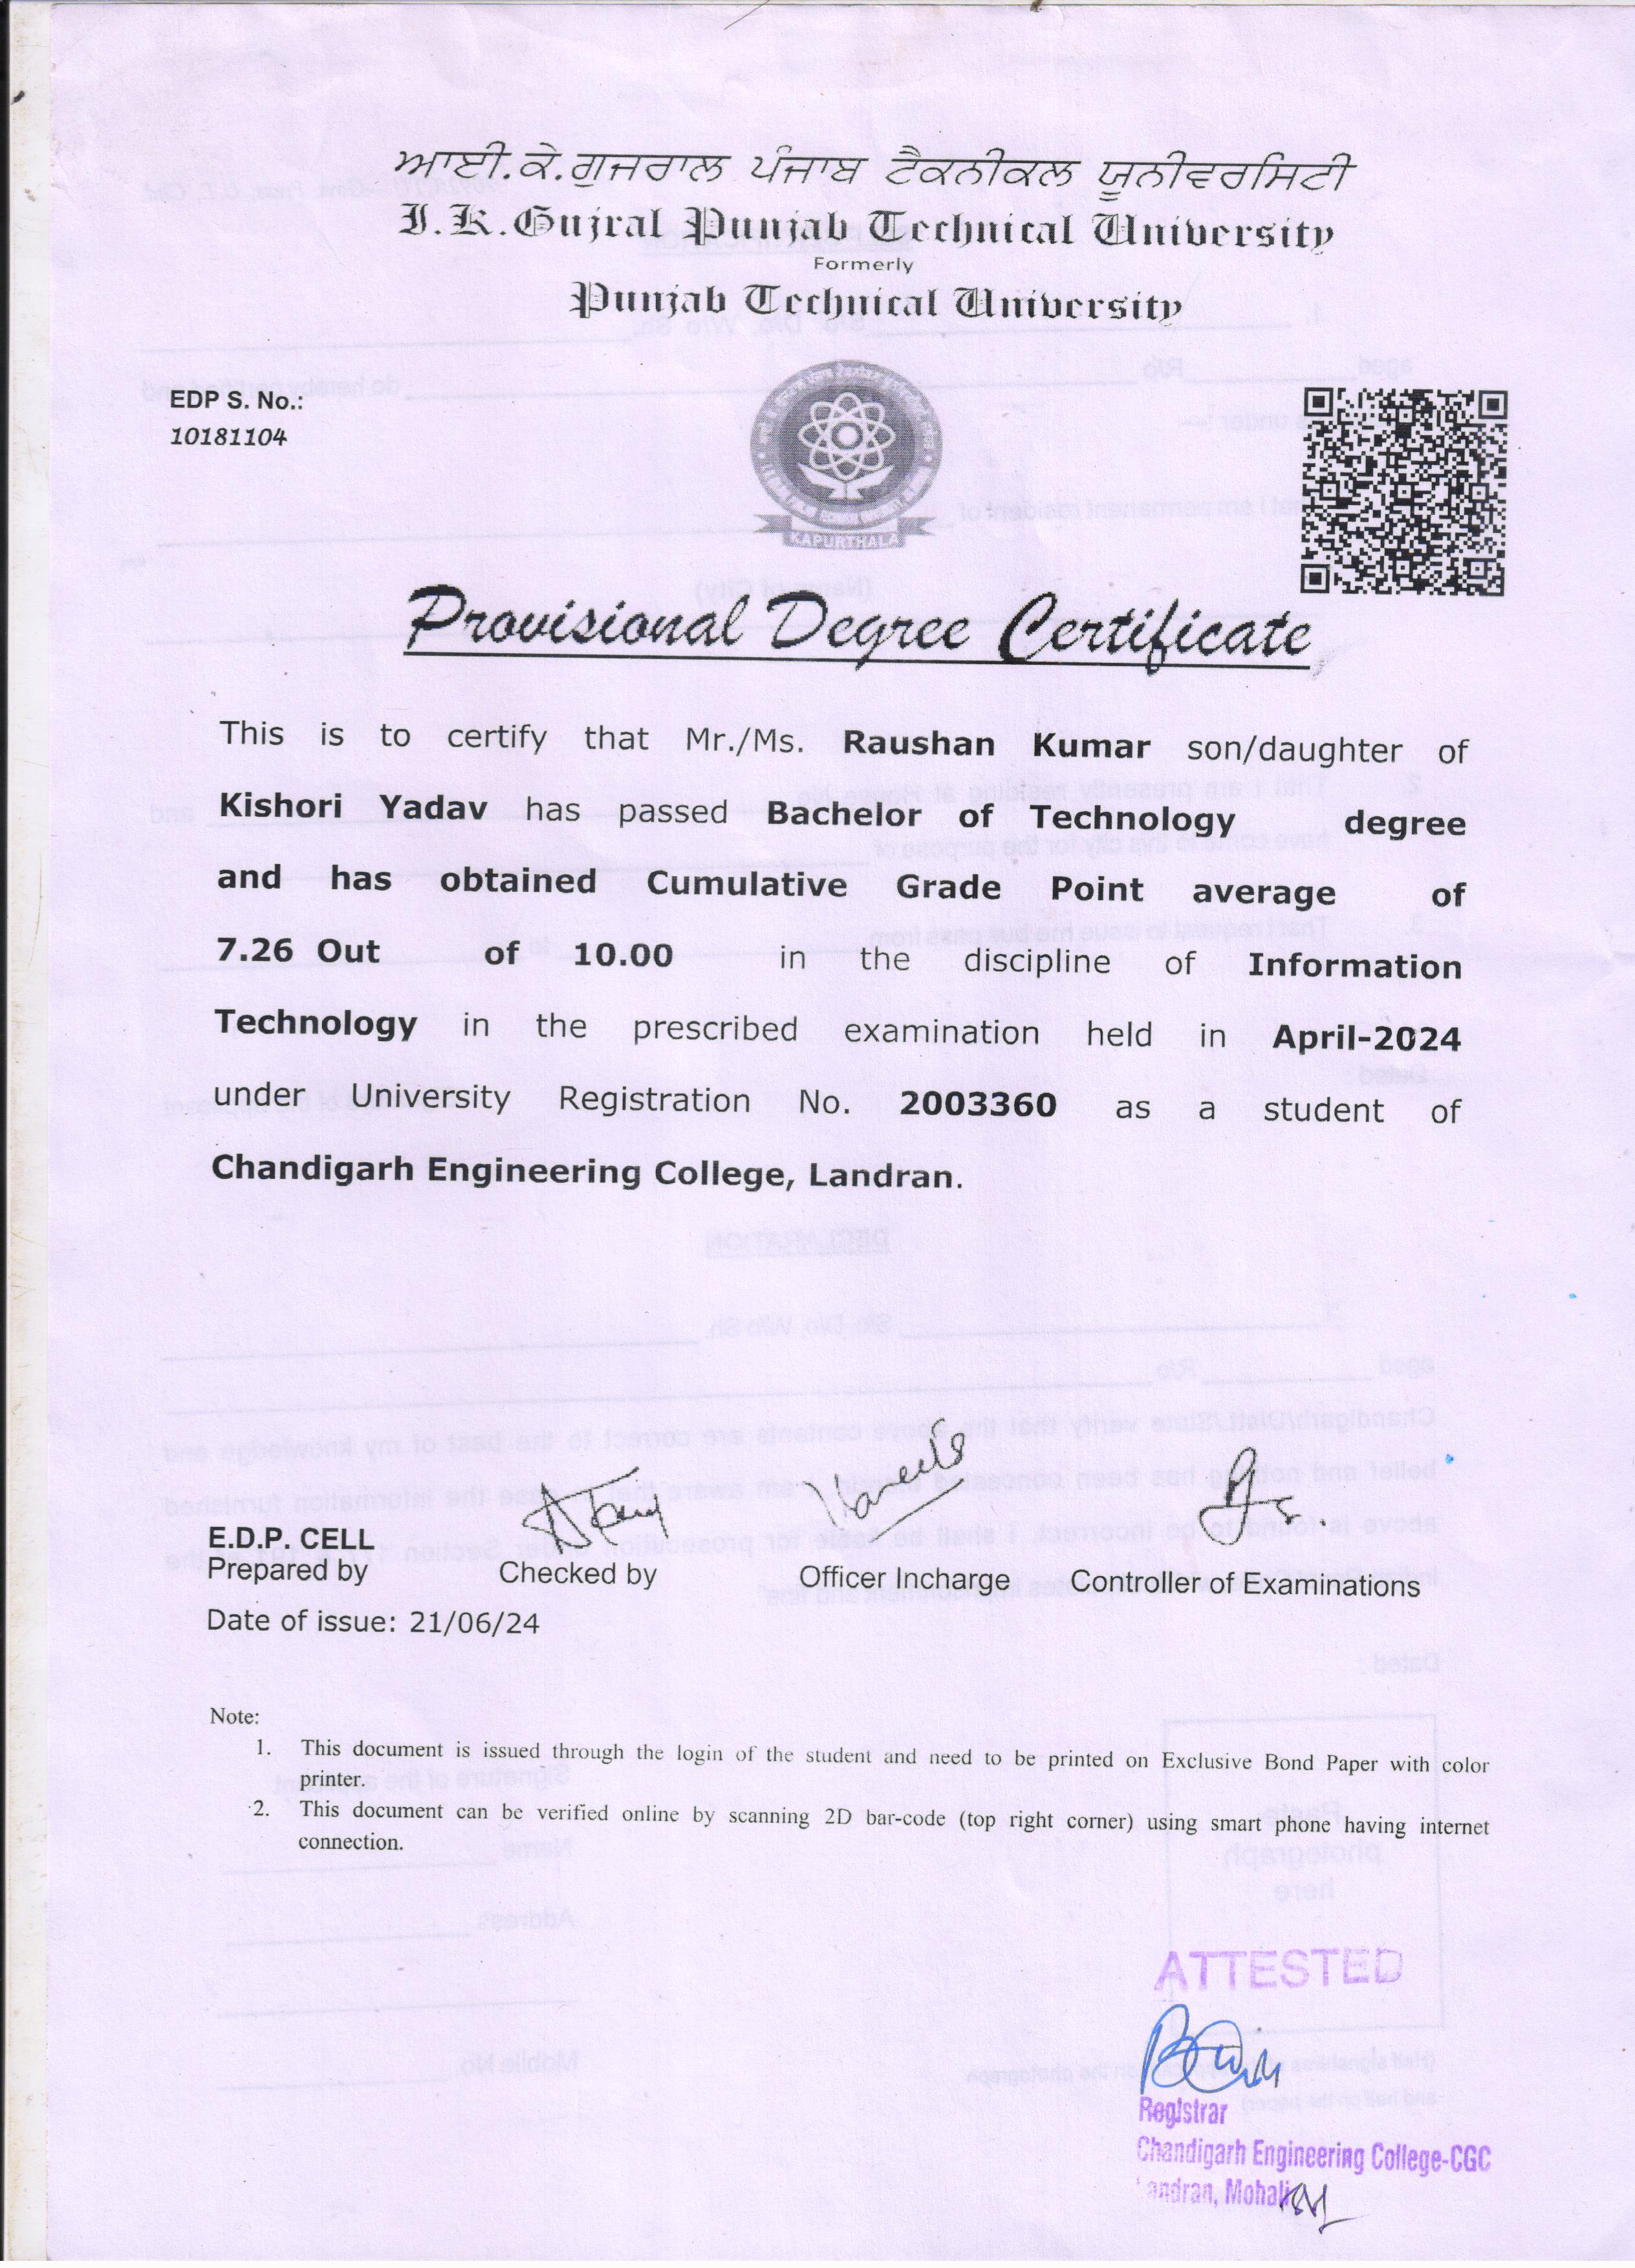 ਆਈ.ਕੇ.ਗੁਜਰਾਲ ਪੰਜਾਬ ਟੈਕਨੀਕਲ ਯੂਨੀਵਰਸਿਟੀ
I.K.Gujral Punjab Technical University
Formerly
Punjab Technical University
EDP S. No.:
10181104
KAPURTHALA
Provisional Degree Certificate
This is to certify that Mr./Ms. Raushan Kumar son/daughter of
Kishori Yadav has passed Bachelor of Technology degree
and has obtained Cumulative Grade Point average of
7.26 Out of 10.00 in the discipline of Information
Technology in the prescribed examination held in April-2024
under University Registration No. 2003360 as a student of
Chandigarh Engineering College, Landran.
E.D.P. CELL
Prepared by Checked by Officer Incharge Controller of Examinations
Date of issue: 21/06/24
Note:
1. This document is issued through the login of the student and need to be printed on Exclusive Bond Paper with color
printer.
2. This document can be verified online by scanning 2D bar-code (top right corner) using smart phone having internet
connection.
ATTESTED
Registrar
Chandigarh Engineering College-CGC
andran, Mohali